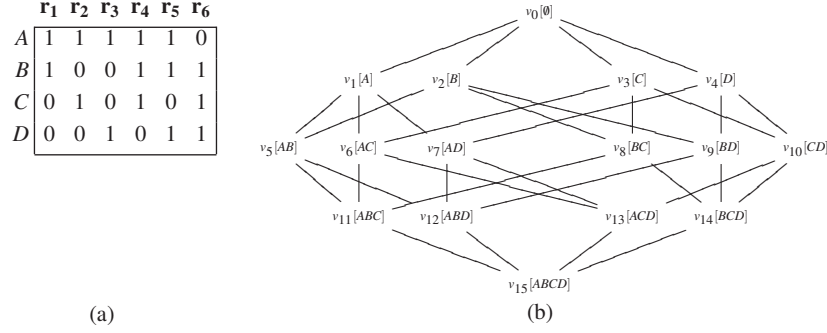 r₁ r₂ r₃ r₄ r₅ r₆
A 1 1 1 1 1 0
B 1 0 0 1 1 1
C 0 1 0 1 0 1
D 0 0 1 0 1 1
(a)
v₀[∅]
v₁[A] v₂[B] v₃[C] v₄[D]
v₅[AB] v₆[AC] v₇[AD] v₈[BC] v₉[BD] v₁₀[CD]
v₁₁[ABC] v₁₂[ABD] v₁₃[ACD] v₁₄[BCD]
v₁₅[ABCD]
(b)